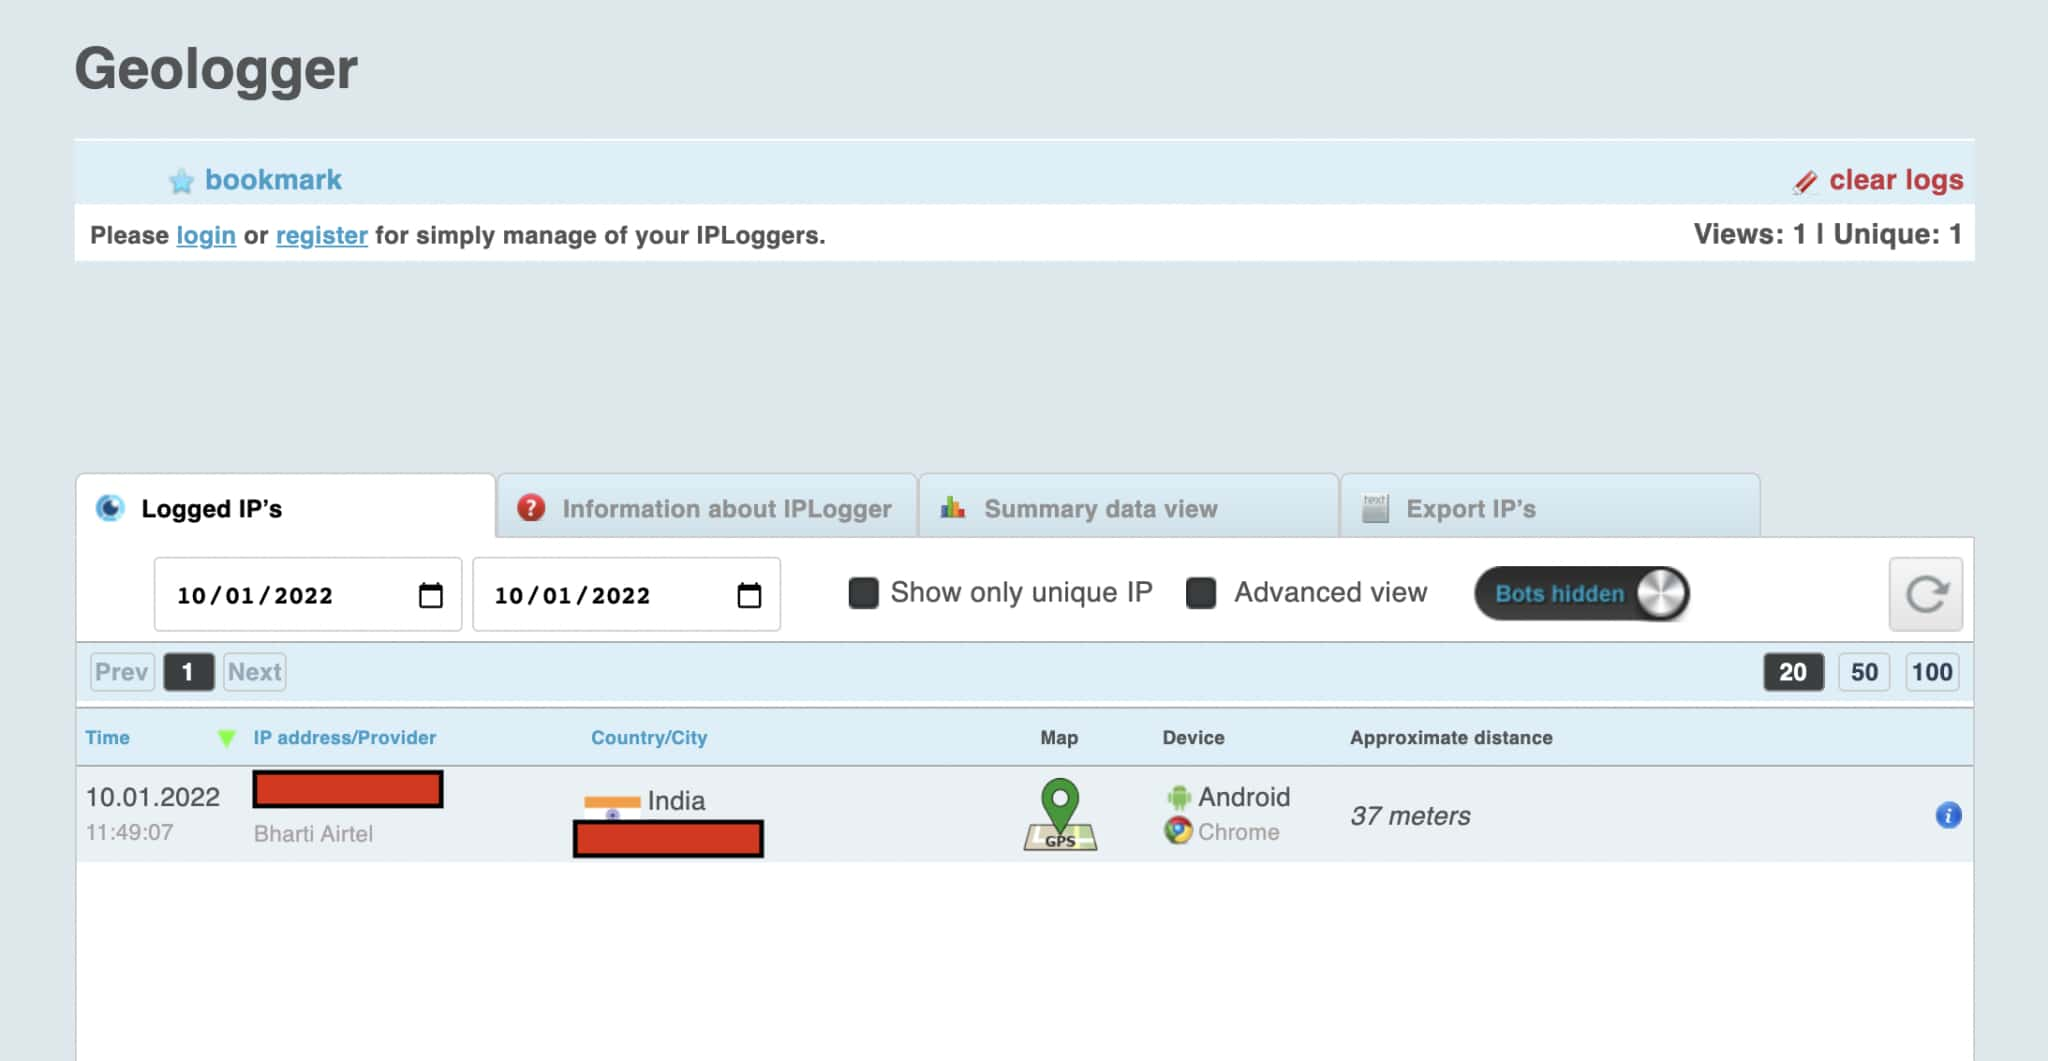 Geologger
bookmark
clear logs
Please login or register for simply manage of your IPLoggers.
Views: 1 | Unique: 1
Logged IP's
Information about IPLogger
Summary data view
text
Export IP's
10/01/2022
10/01/2022
Show only unique IP
Advanced view
Bots hidden
Prev 1 Next
20 50 100
Time IP address/Provider Country/City Map Device Approximate distance
10.01.2022
11:49:07
Bharti Airtel
India
GPS
Android
Chrome
37 meters